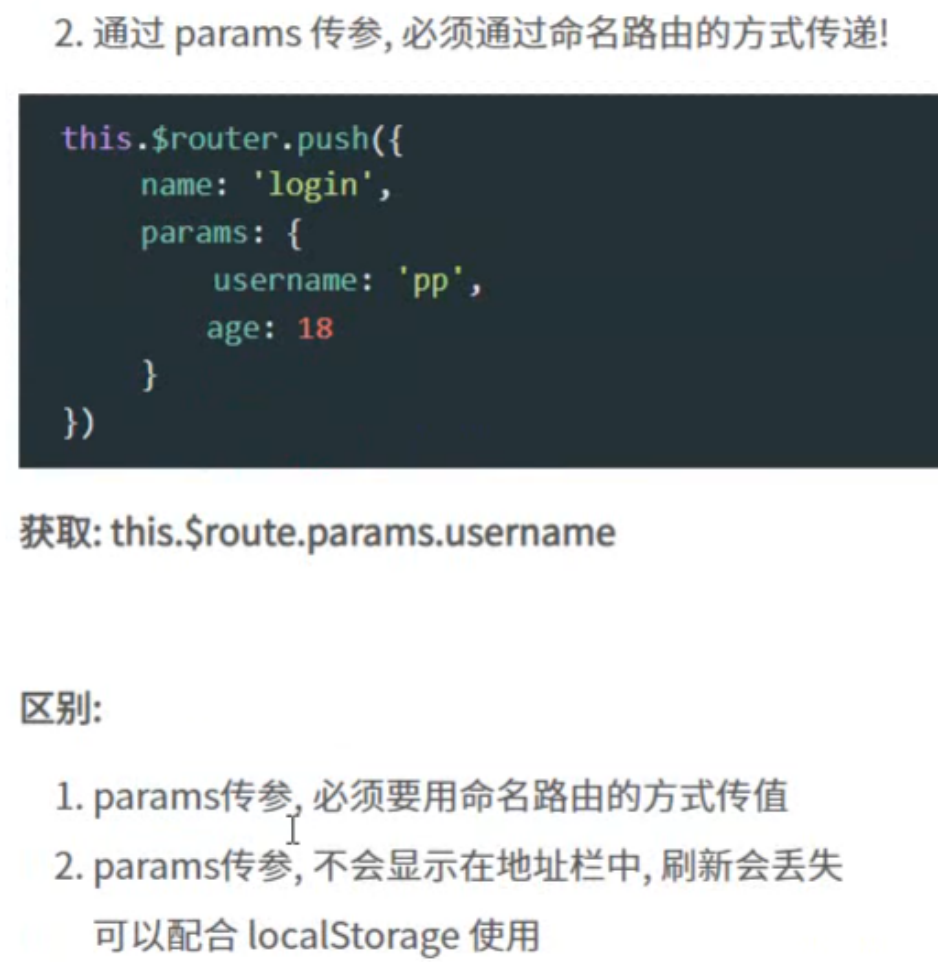 2. 通过 params 传参, 必须通过命名路由的方式传递!
this.$router.push({
name: 'login',
params: {
username: 'pp',
age: 18
}
})
获取: this.$route.params.username
区别:
1. params传参, 必须要用命名路由的方式传值
2. params传参, 不会显示在地址栏中, 刷新会丢失
可以配合 localStorage 使用